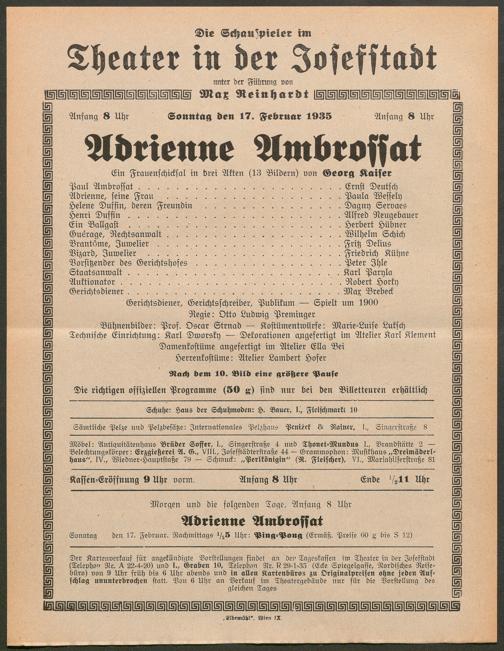 Die Schauspieler im
Theater in der Josefstadt
unter der Führung von
Max Reinhardt
Anfang 8 Uhr Sonntag den 17. Februar 1935 Anfang 8 Uhr
Adrienne Ambrossat
Ein Frauenschicksal in drei Akten (13 Bildern) von Georg Kaiser
Paul Ambrossat . . . Ernst Deutsch
Adrienne, seine Frau . . . Paula Wessely
Helene Duffin, deren Freundin . . . Dagny Servaes
Henri Duffin . . . Alfred Neugebauer
Ein Ballgast . . . Herbert Hübner
Guérage, Rechtsanwalt . . . Wilhelm Schich
Brantôme, Juwelier . . . Fritz Delius
Vizard, Juwelier . . . Friedrich Kühne
Vorsitzender des Gerichtshofes . . . Peter Ihle
Staatsanwalt . . . Karl Paryla
Auktionator . . . Robert Horky
Gerichtsdiener . . . Max Brebeck
Gerichtsdiener, Gerichtsschreiber, Publikum — Spielt um 1900
Regie: Otto Ludwig Preminger
Bühnenbilder: Prof. Oscar Strnad — Kostümentwürfe: Marie-Luise Luksch
Technische Einrichtung: Karl Dworsky — Dekorationen angefertigt im Atelier Karl Klement
Damenkostüme angefertigt im Atelier Ella Bei
Herrenkostüme: Atelier Lambert Hofer
Nach dem 10. Bild eine größere Pause
Die richtigen offiziellen Programme (50 g) sind nur bei den Billetteuren erhältlich
Schuhe: Haus der Schuhmoden: H. Bauer, I., Fleischmarkt 10
Sämtliche Pelze und Pelzbesätze: Internationales Pelzhaus Penizek & Rainer, I., Singerstraße 8
Möbel: Antiquitätenhaus Brüder Soffer, I., Singerstraße 4 und Thonet-Mundus I., Brandstätte 2 —
Beleuchtungskörper: Erzgießerei A. G., VIII., Josefstädterstraße 44 — Grammophon: Musikhaus „Dreimäderl-
haus", IV., Wiedner-Hauptstraße 79 — Schmuck: „Perlkönigin" (R. Fleischer), VI., Mariahilferstraße 81
Kassen-Eröffnung 9 Uhr vorm. Anfang 8 Uhr Ende ½11 Uhr
Morgen und die folgenden Tage. Anfang 8 Uhr
Adrienne Ambrossat
Sonntag den 17. Februar. Nachmittags ½5 Uhr: Ping-Pong (Ermäß. Preise 60 g bis S 12)
Der Kartenverkauf für angekündigte Vorstellungen findet an der Tageskassen im Theater in der Josefstadt
(Telephon Nr. A 22-4-20) und I., Graben 10, Telephon Nr. R 29-1-35 (Ecke Spiegelgasse, Nordisches Reise-
büro) von 9 Uhr früh bis 6 Uhr abends und in allen Kartenbüros zu Originalpreisen ohne jeden Auf-
schlag ununterbrochen statt. Von 6 Uhr an Verkauf im Theatergebäude nur für die Vorstellung des
gleichen Tages
„Elbemühl", Wien IX.